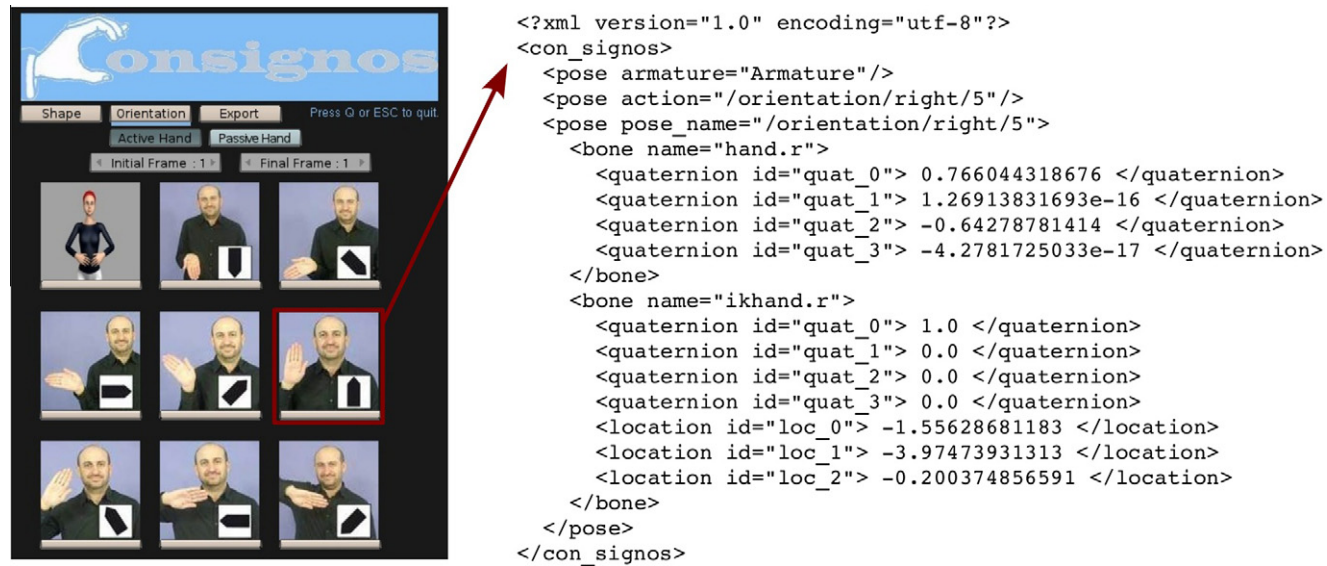 Consignos
Shape Orientation Export Press Q or ESC to quit.
Active Hand Passive Hand
Initial Frame : 1 Final Frame : 1
<?xml version="1.0" encoding="utf-8"?>
<con_signos>
<pose armature="Armature"/>
<pose action="/orientation/right/5"/>
<pose pose_name="/orientation/right/5">
<bone name="hand.r">
<quaternion id="quat_0"> 0.766044318676 </quaternion>
<quaternion id="quat_1"> 1.26913831693e-16 </quaternion>
<quaternion id="quat_2"> -0.64278781414 </quaternion>
<quaternion id="quat_3"> -4.2781725033e-17 </quaternion>
</bone>
<bone name="ikhand.r">
<quaternion id="quat_0"> 1.0 </quaternion>
<quaternion id="quat_1"> 0.0 </quaternion>
<quaternion id="quat_2"> 0.0 </quaternion>
<quaternion id="quat_3"> 0.0 </quaternion>
<location id="loc_0"> -1.55628681183 </location>
<location id="loc_1"> -3.97473931313 </location>
<location id="loc_2"> -0.200374856591 </location>
</bone>
</pose>
</con_signos>